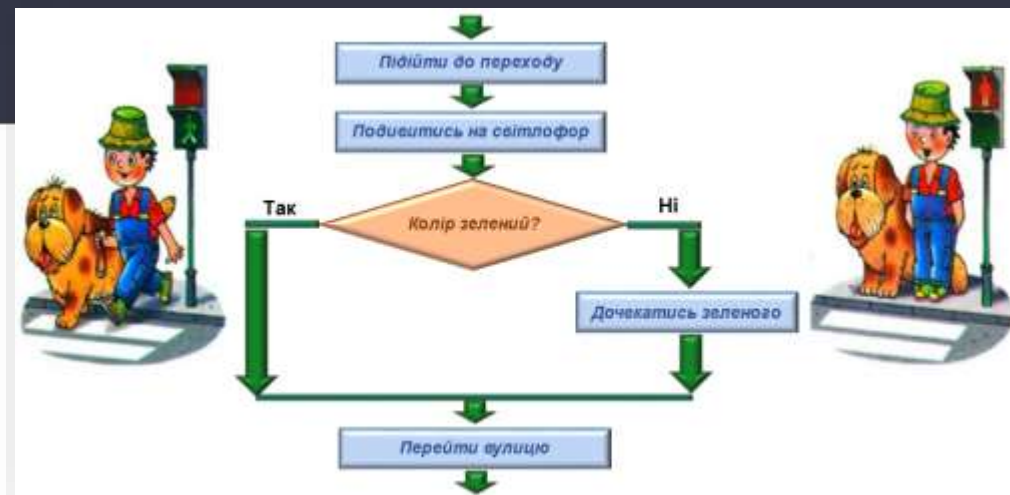 Підійти до переходу
Подивитись на світлофор
Так
Колір зелений?
Ні
Дочекатись зеленого
Перейти вулицю